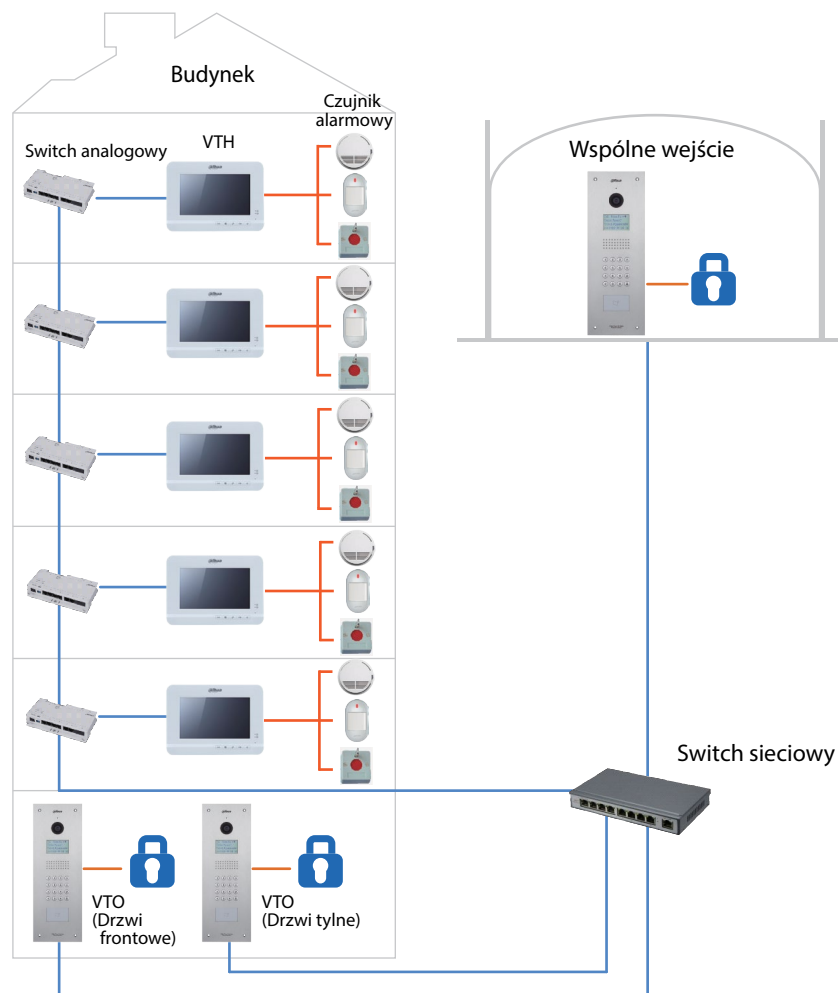 Budynek
Czujnik
alarmowy
VTH
Switch analogowy
Wspólne wejście
Switch sieciowy
VTO
(Drzwi
frontowe)
VTO
(Drzwi tylne)